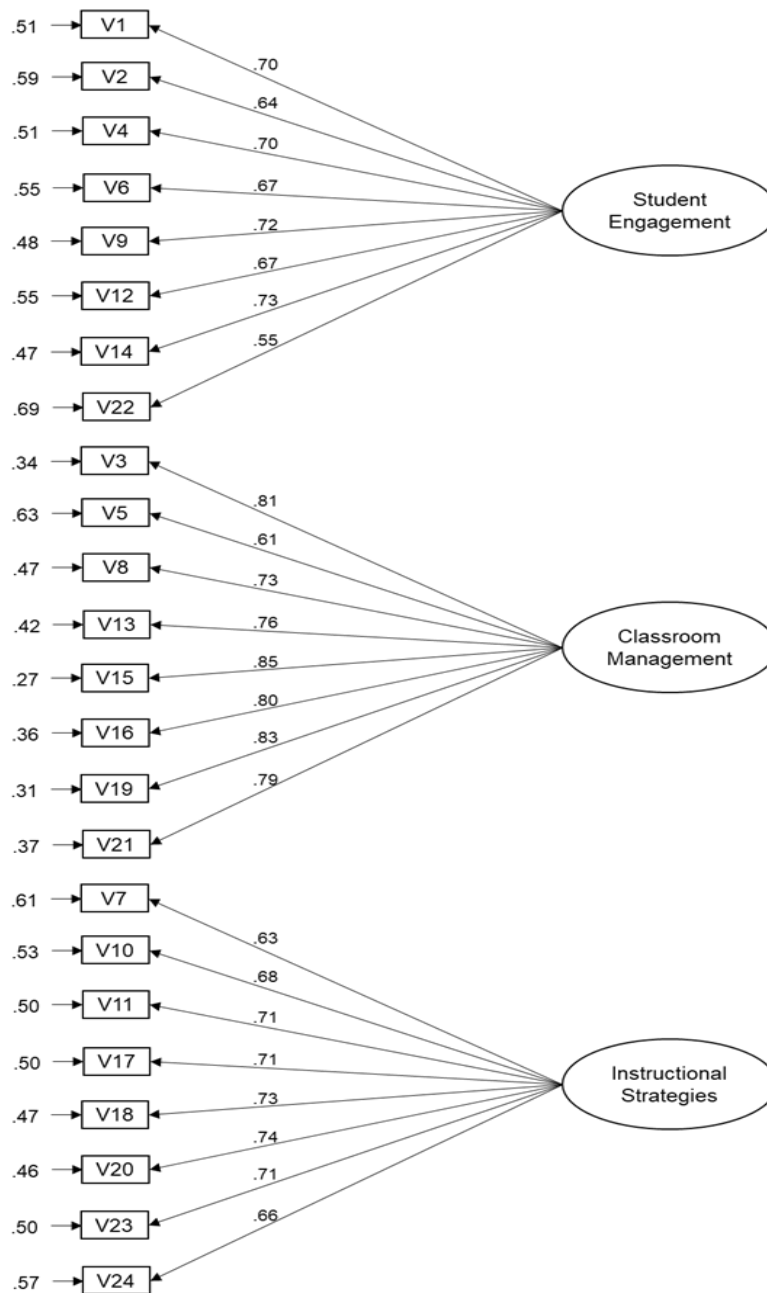 .51 V1
.70
.59 V2
.64
.51 V4
.70
.55 V6
.67
.48 V9
.72
.55 V12
.67
.47 V14
.73
.69 V22
.55
Student
Engagement
.34 V3
.81
.63 V5
.61
.47 V8
.73
.42 V13
.76
.27 V15
.85
.36 V16
.80
.31 V19
.83
.37 V21
.79
Classroom
Management
.61 V7
.63
.53 V10
.68
.50 V11
.71
.50 V17
.71
.47 V18
.73
.46 V20
.74
.50 V23
.71
.57 V24
.66
Instructional
Strategies